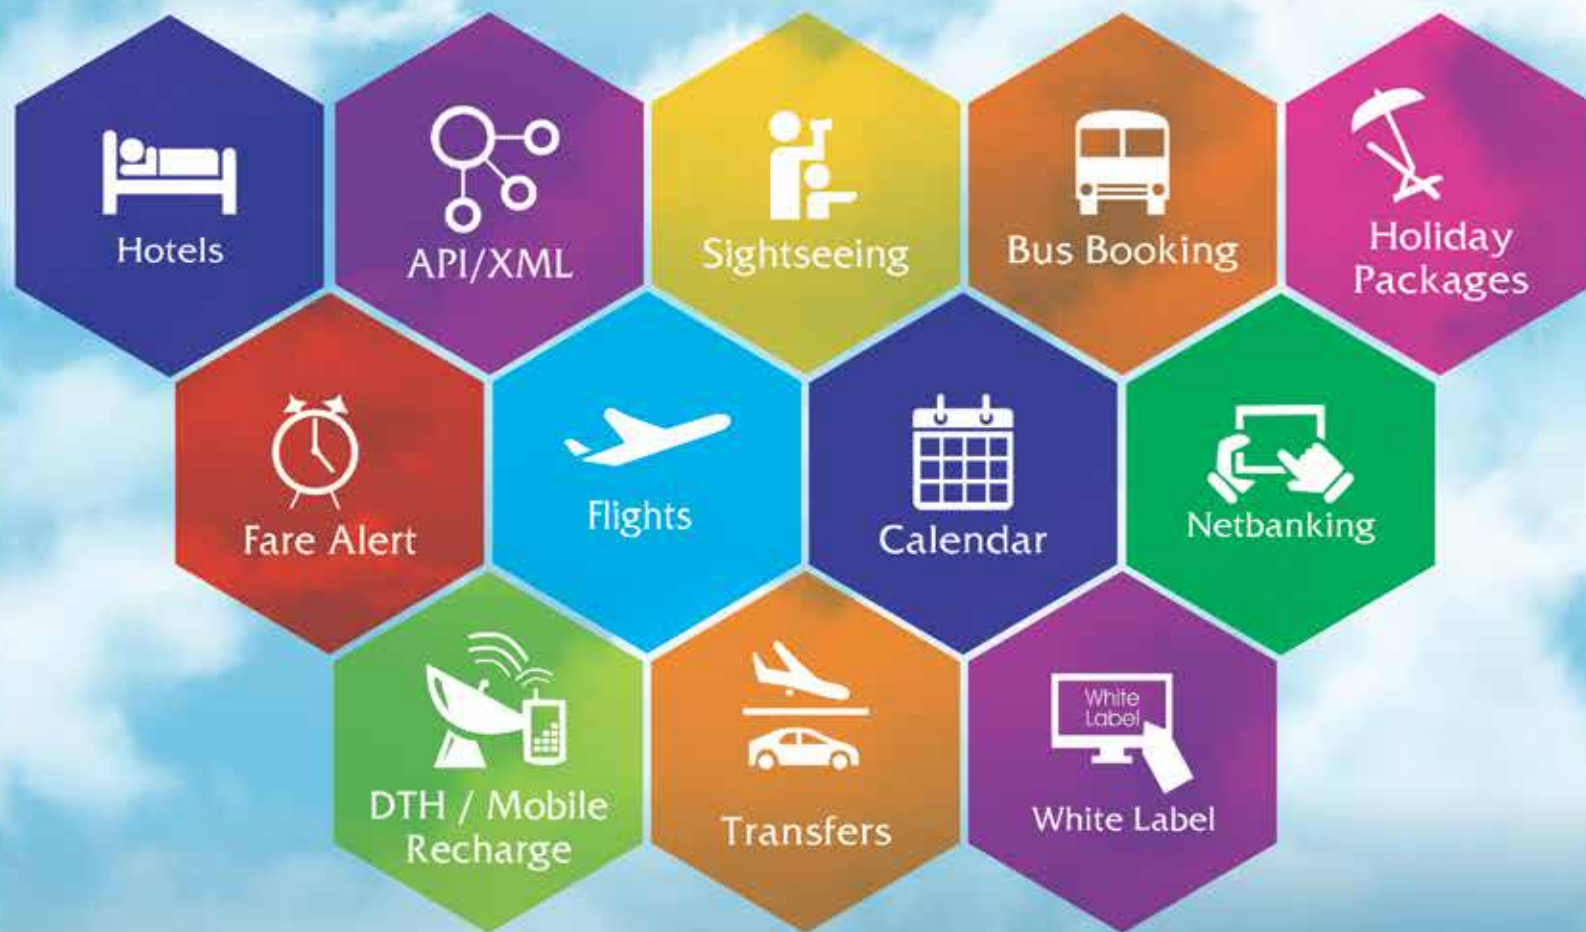 Hotels
API/XML
Sightseeing
Bus Booking
Holiday
Packages
Fare Alert
Flights
Calendar
Netbanking
DTH / Mobile
Recharge
Transfers
White
Label
White Label